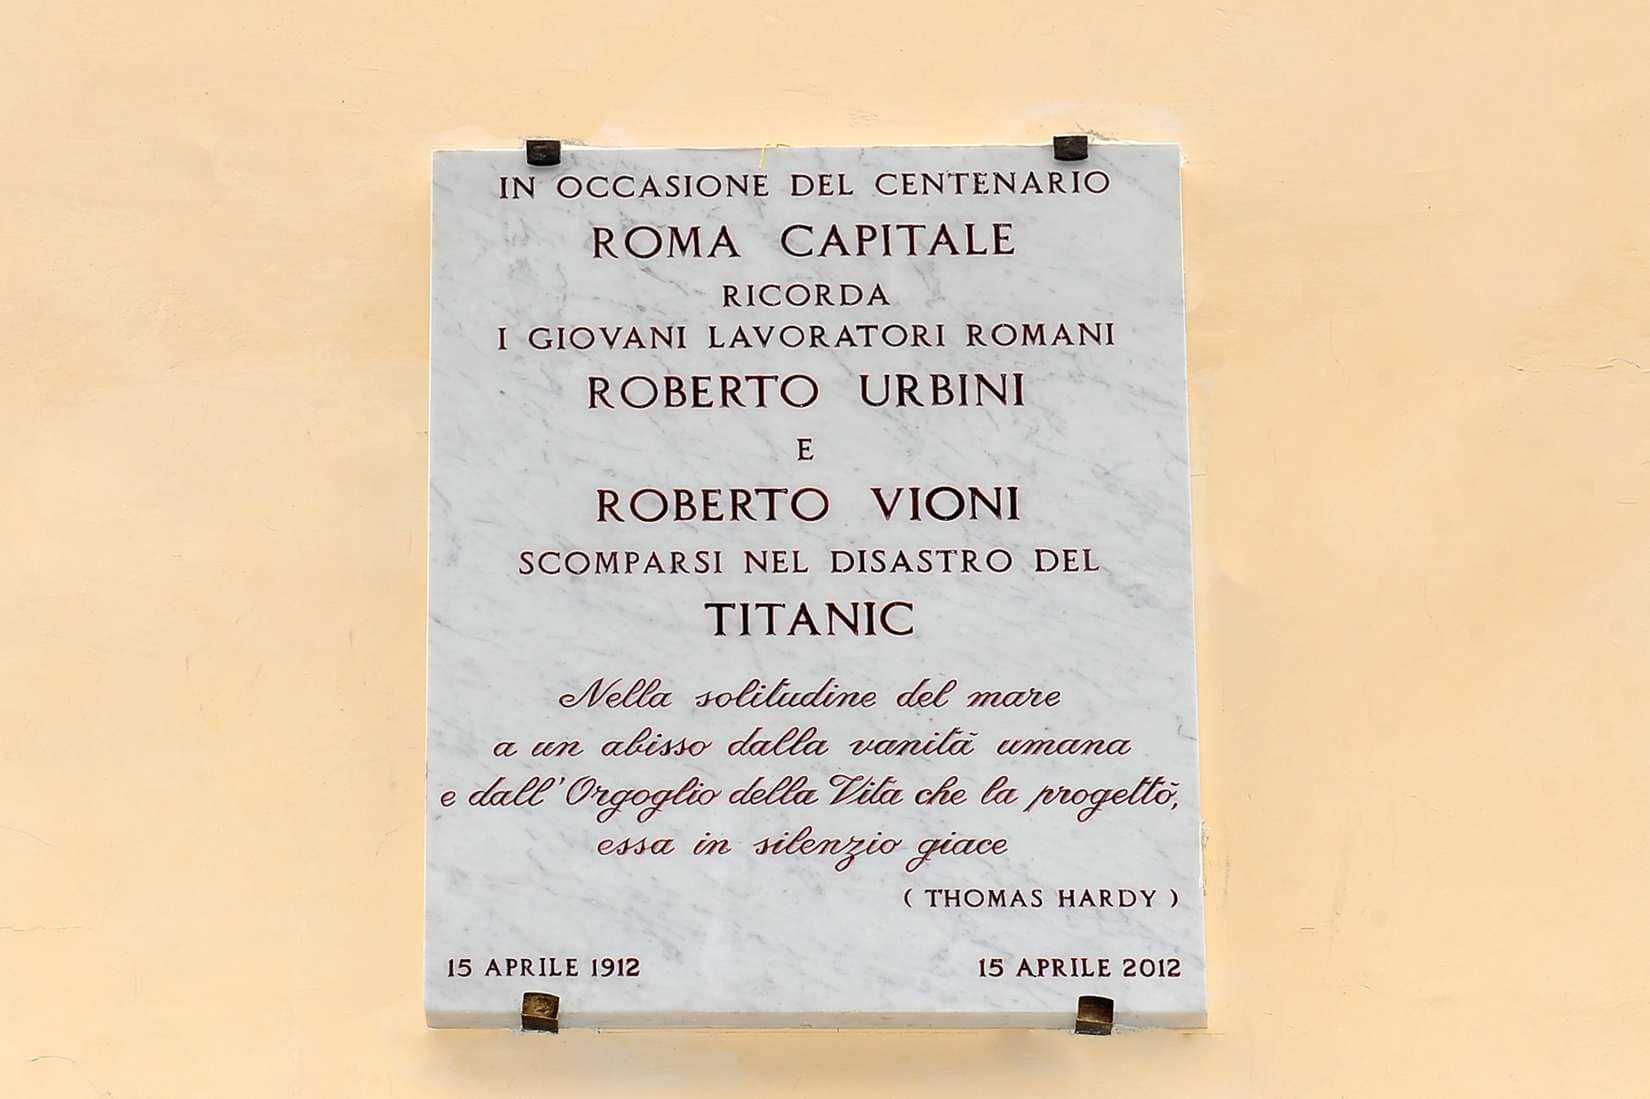 IN OCCASIONE DEL CENTENARIO
ROMA CAPITALE
RICORDA
I GIOVANI LAVORATORI ROMANI
ROBERTO URBINI
E
ROBERTO VIONI
SCOMPARSI NEL DISASTRO DEL
TITANIC
Nella solitudine del mare
a un abisso dalla vanità umana
e dall'Orgoglio della Vita che la progettò,
essa in silenzio giace
( THOMAS HARDY )
15 APRILE 1912 15 APRILE 2012